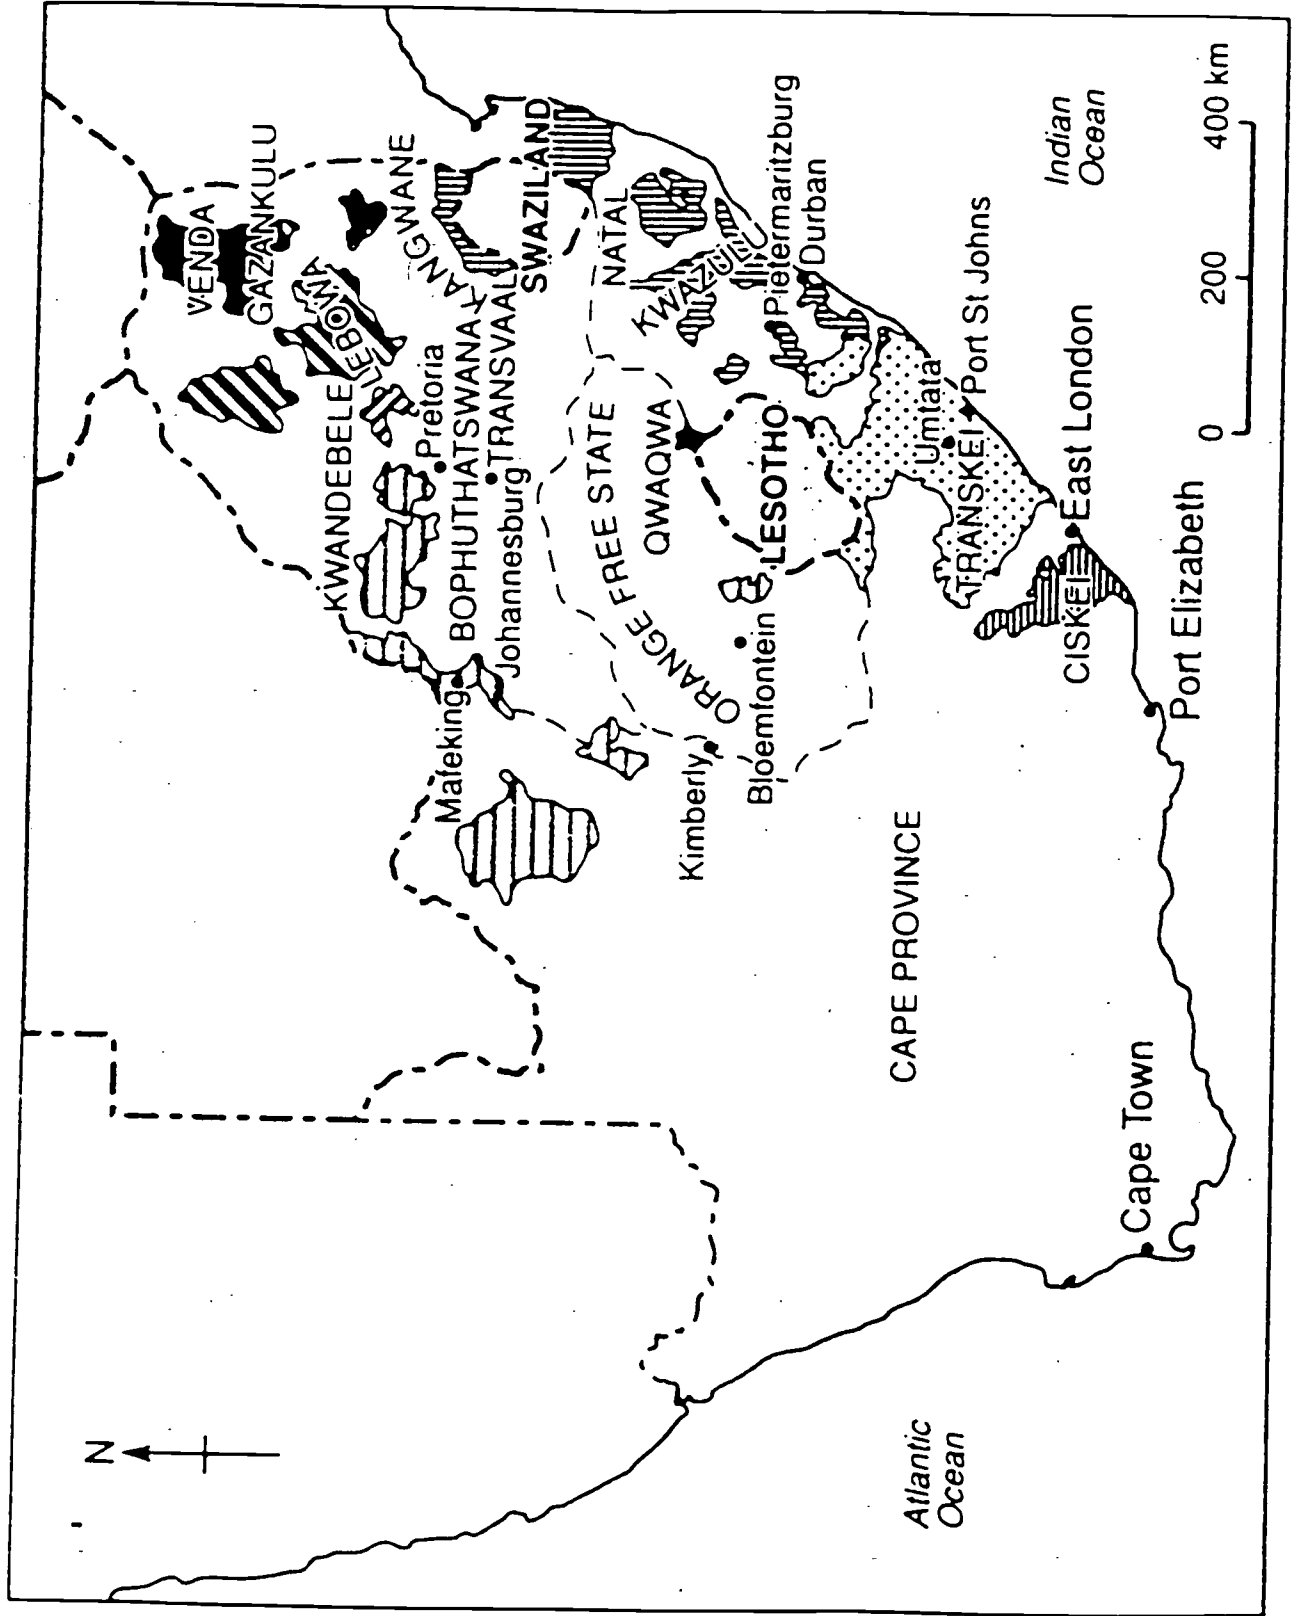 N
VENDA
GAZANKULU
LEBOWA
KWANDEBELE
KANGWANE
Pretoria
BOPHUTHATSWANA
TRANSVAAL
Johannesburg
Mafeking
SWAZILAND
NATAL
KWAZULU
ORANGE FREE STATE
QWAQWA
LESOTHO
Kimberly
Bloemfontein
Pietermaritzburg
Durban
CAPE PROVINCE
Umtata
TRANSKEI
Port St Johns
CISKEI
East London
Port Elizabeth
Cape Town
Atlantic
Ocean
Indian
Ocean
0 200 400 km